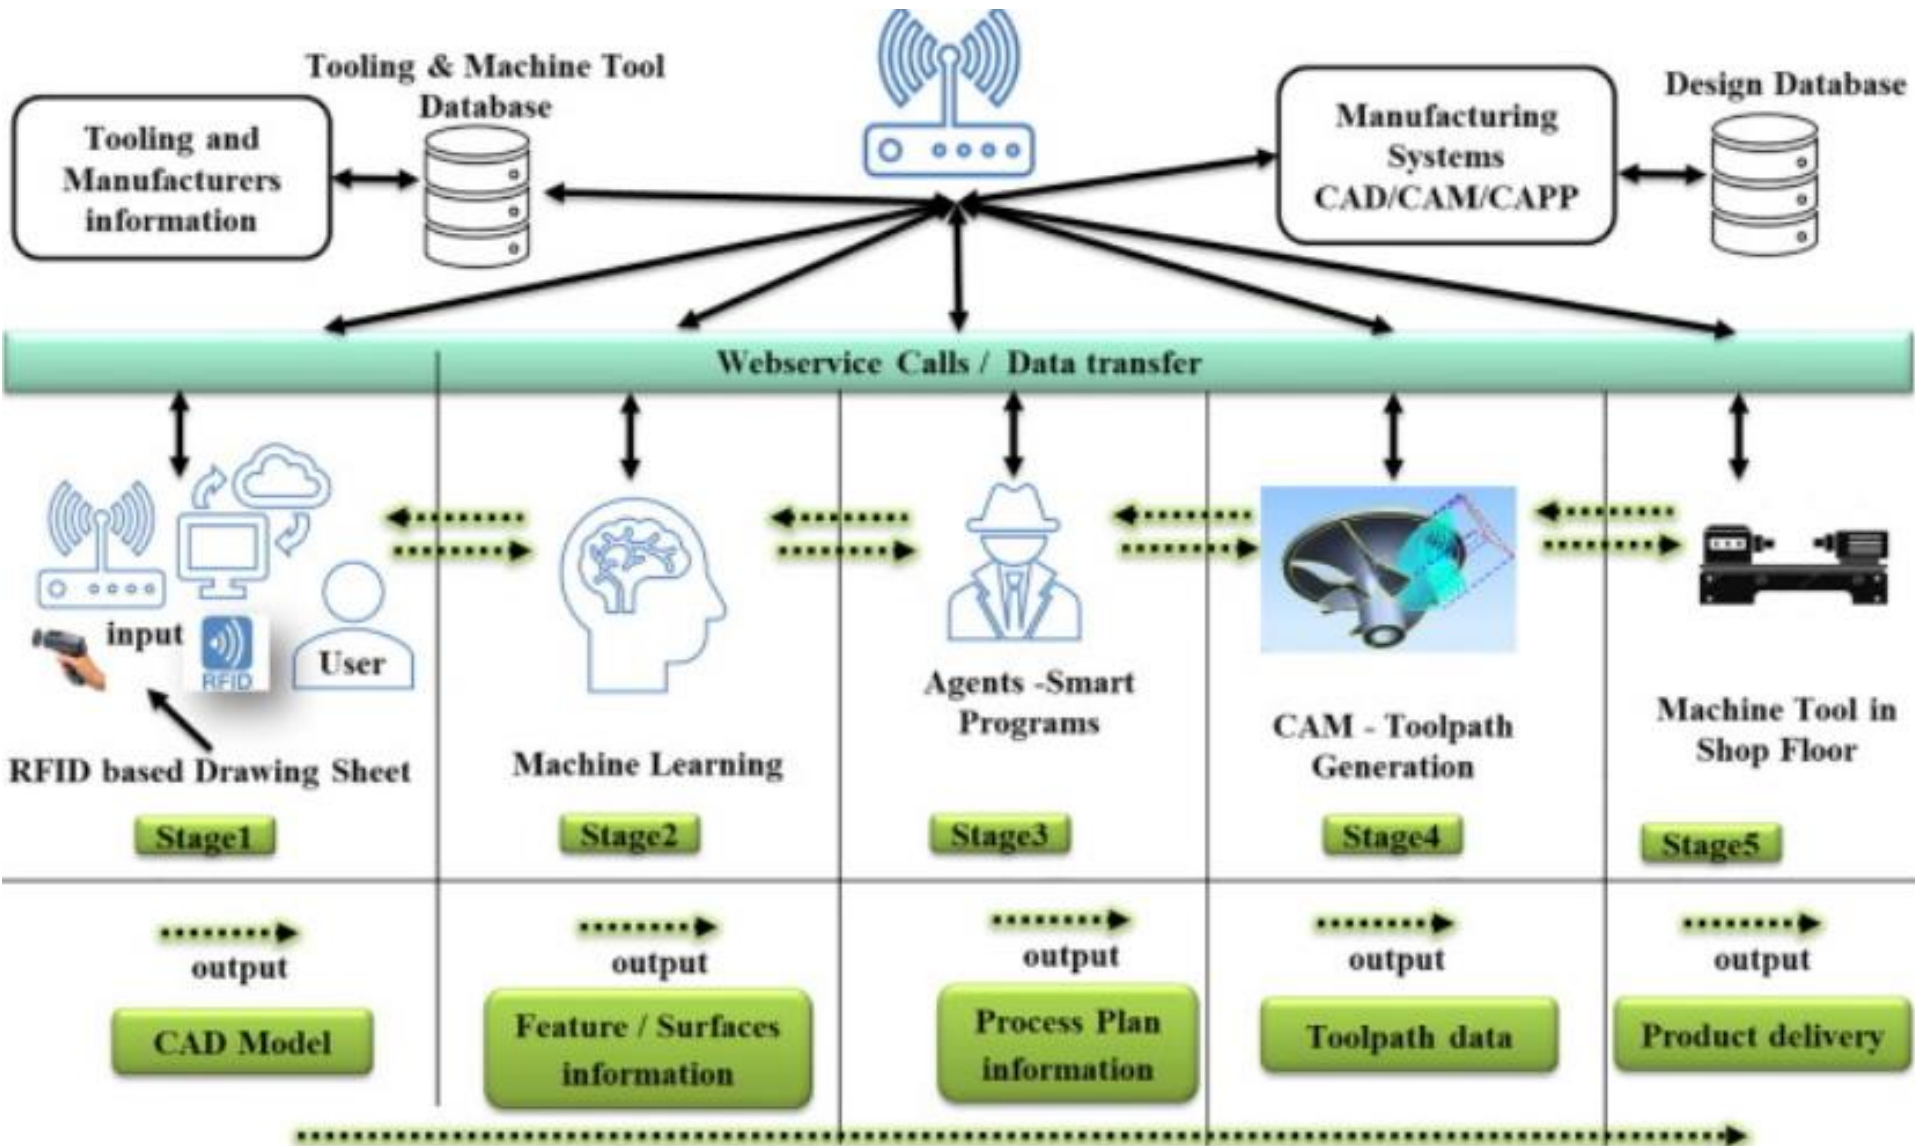 Tooling & Machine Tool
Database
Tooling and
Manufacturers
information
Manufacturing
Systems
CAD/CAM/CAPP
Design Database
Webservice Calls / Data transfer
input
RFID
User
RFID based Drawing Sheet
Stage1
Machine Learning
Stage2
Agents -Smart
Programs
Stage3
CAM - Toolpath
Generation
Stage4
Machine Tool in
Shop Floor
Stage5
output
CAD Model
output
Feature / Surfaces
information
output
Process Plan
information
output
Toolpath data
output
Product delivery